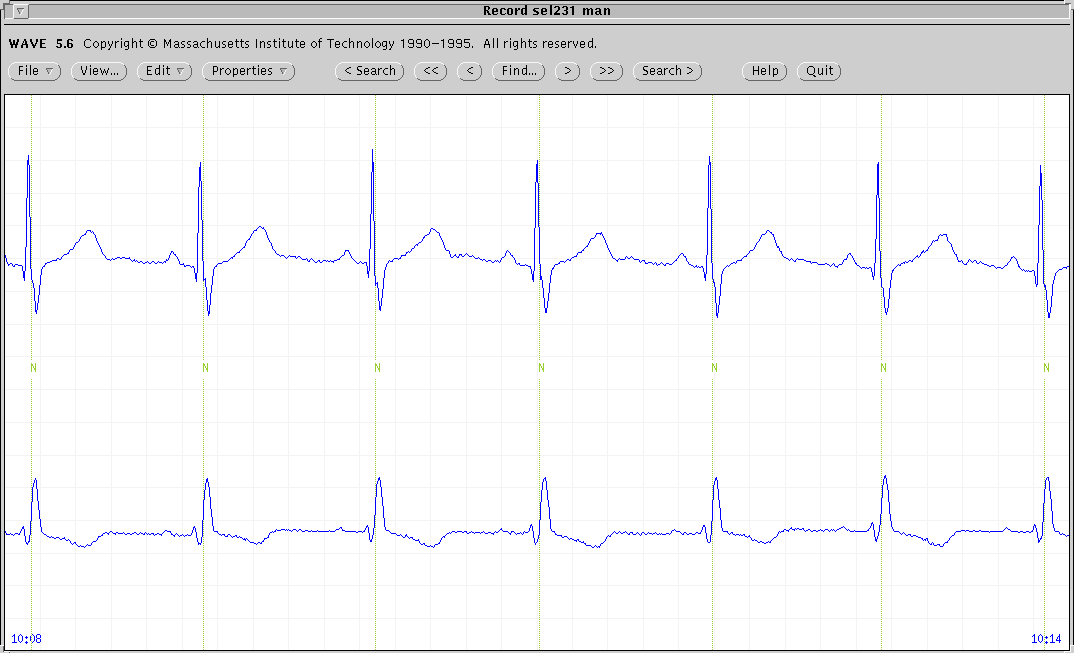 Record sel231 man
WAVE 5.6 Copyright © Massachusetts Institute of Technology 1990-1995. All rights reserved.
File View... Edit Properties < Search << < Find... > >> Search > Help Quit
N N N N N N N
10:08 10:14